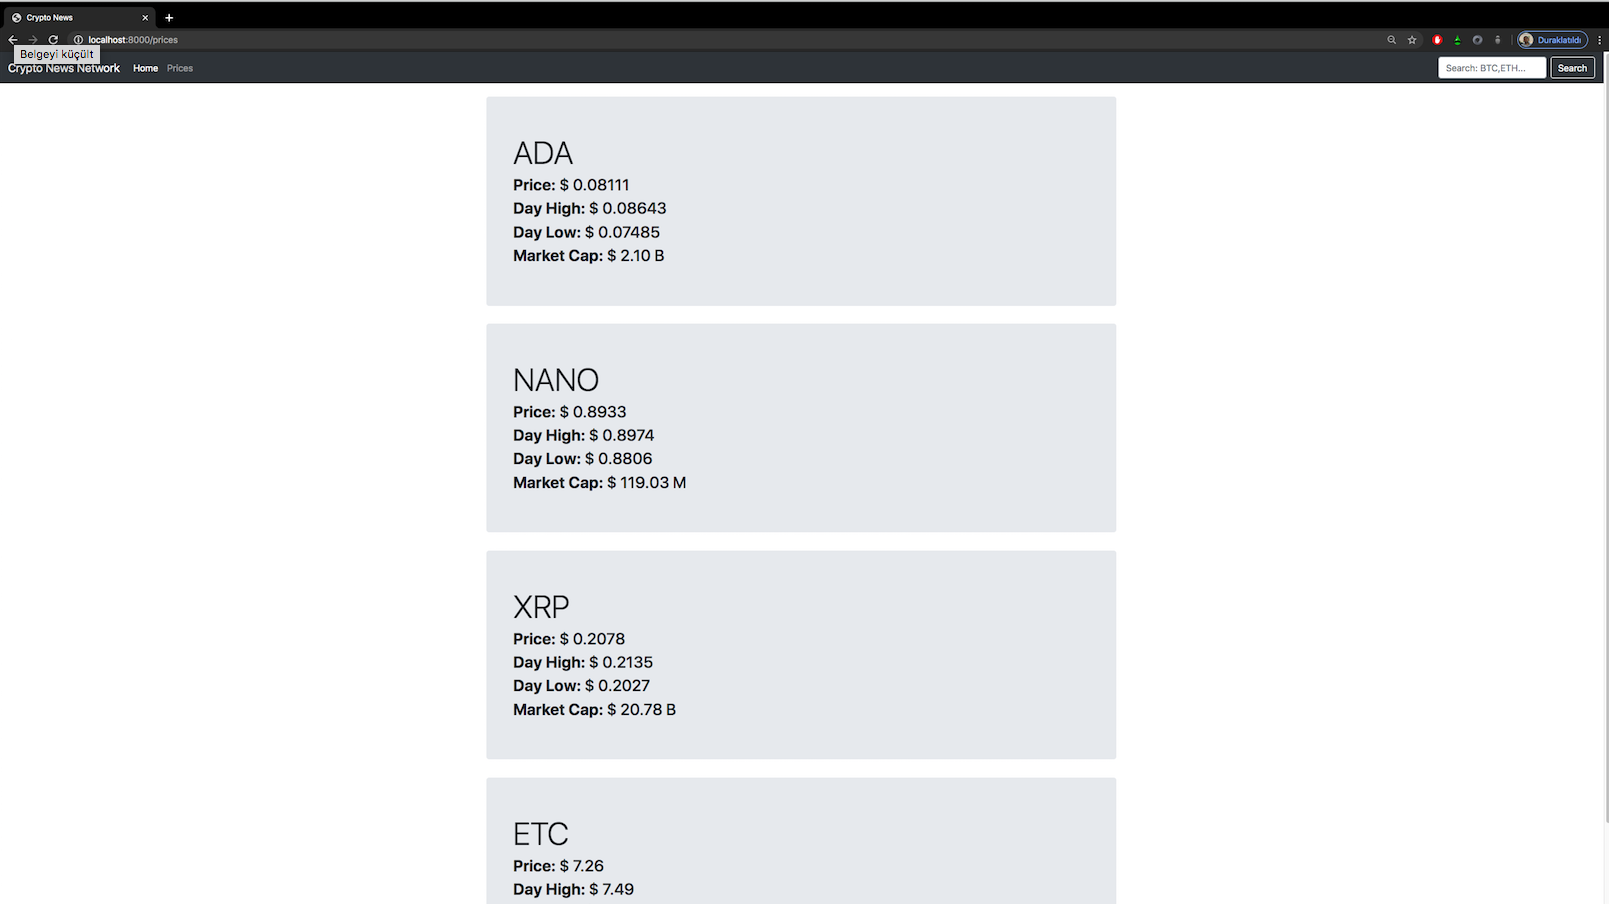 Crypto News
localhost:8000/prices
Duraklatıldı
Belgeyi küçült
Crypto News Network Home Prices
Search: BTC,ETH... Search
ADA
Price: $ 0.08111
Day High: $ 0.08643
Day Low: $ 0.07485
Market Cap: $ 2.10 B
NANO
Price: $ 0.8933
Day High: $ 0.8974
Day Low: $ 0.8806
Market Cap: $ 119.03 M
XRP
Price: $ 0.2078
Day High: $ 0.2135
Day Low: $ 0.2027
Market Cap: $ 20.78 B
ETC
Price: $ 7.26
Day High: $ 7.49